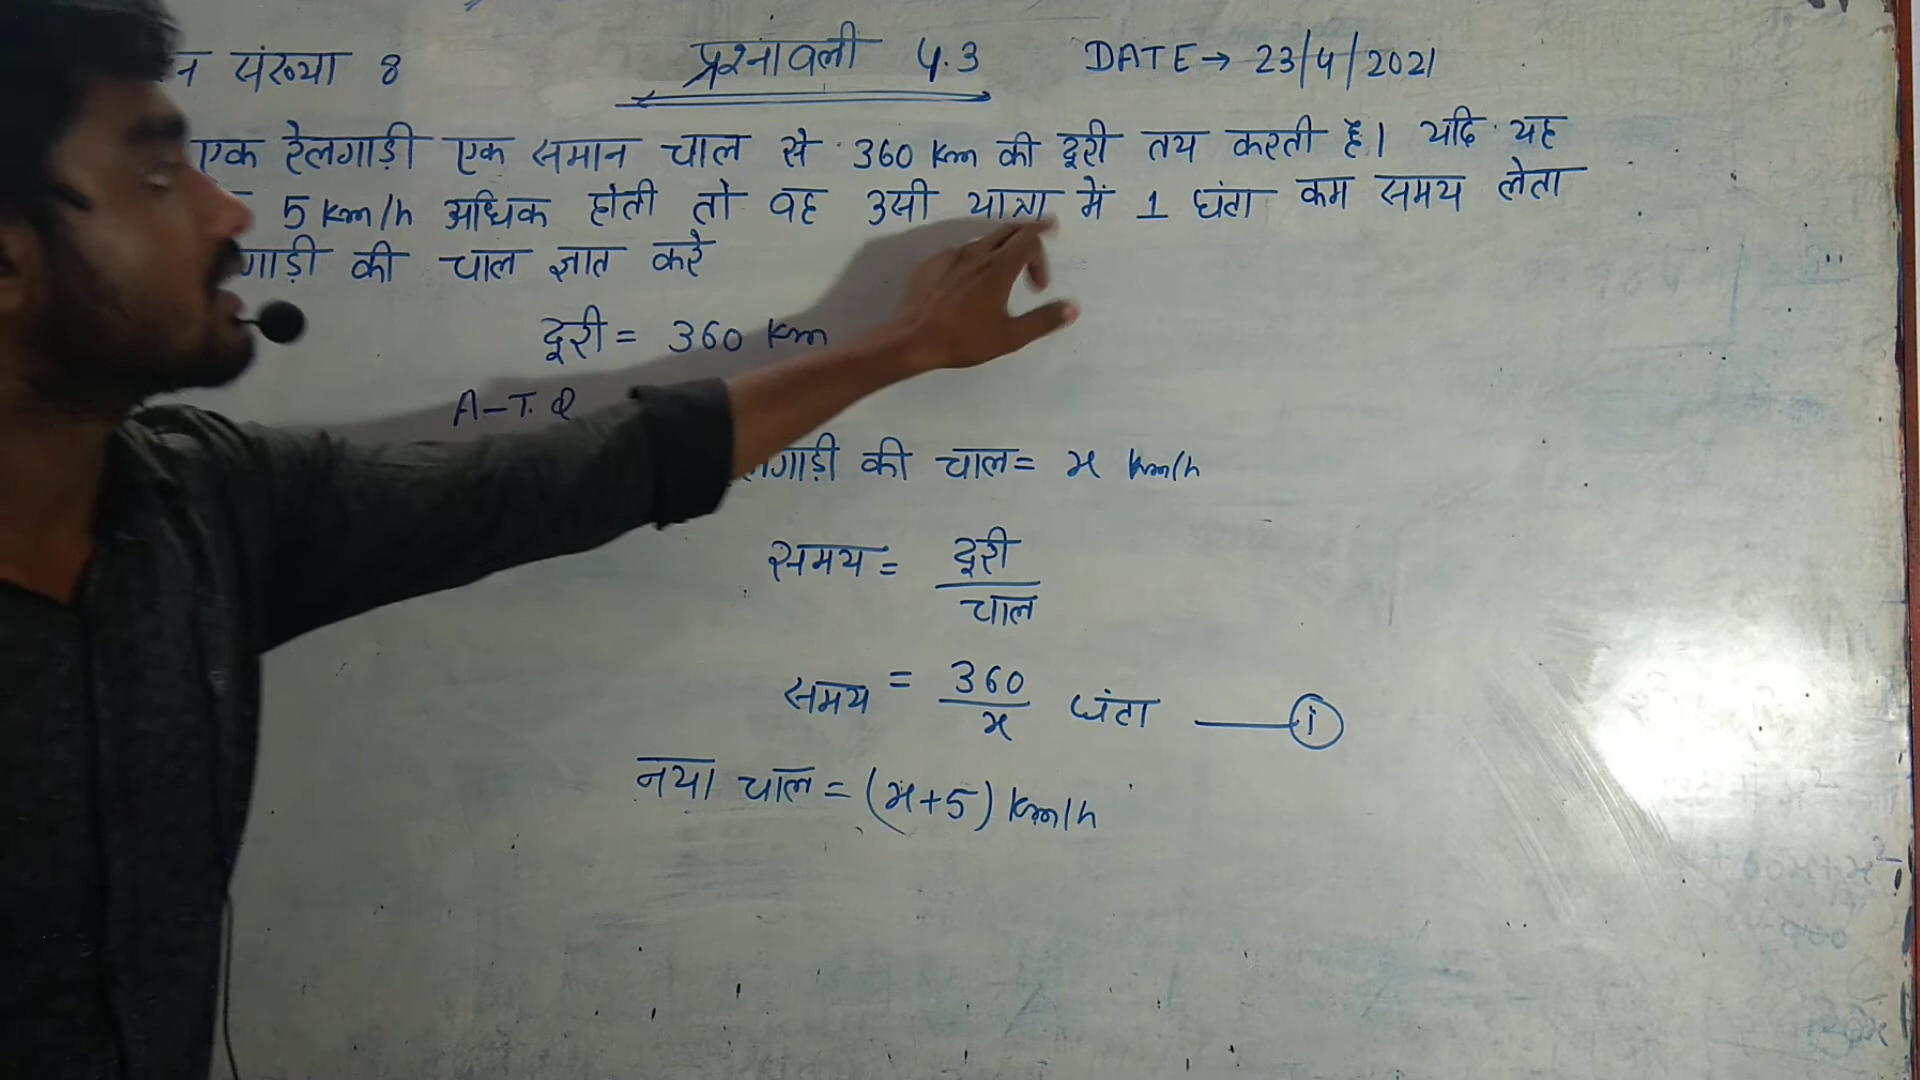 संख्या 8 प्रश्नावली 4.3 DATE → 23/4/2021
एक रेलगाड़ी एक समान चाल से 360 Km की दूरी तय करती है। यदि यह
5 Km/h अधिक होती तो वह उसी यात्रा में 1 घंटा कम समय लेता
गाड़ी की चाल ज्ञात करे
दूरी = 360 Km
A-T.Q
लगाड़ी की चाल = x Km/h
समय = दूरी / चाल
समय = 360 / x घंटा —— i
नया चाल = (x+5) Km/h